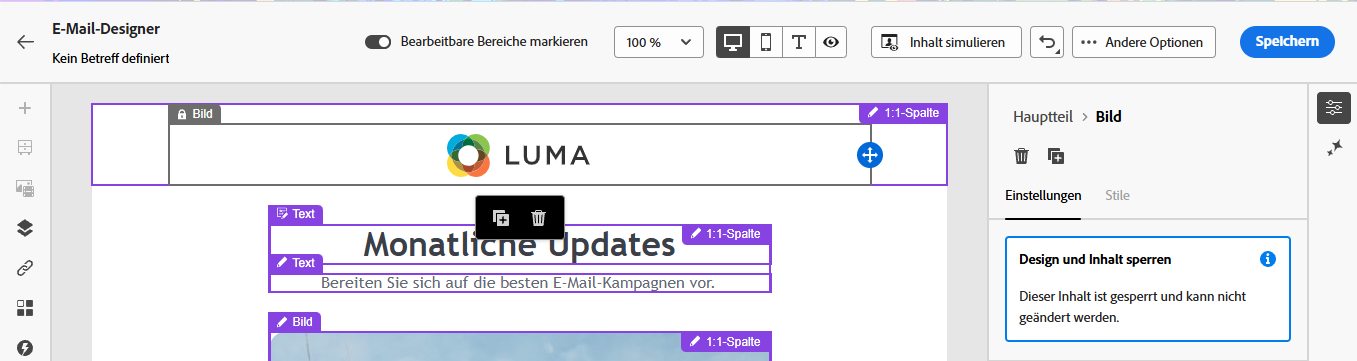 E-Mail-Designer
Kein Betreff definiert
Bearbeitbare Bereiche markieren
100 %
T
Inhalt simulieren
Andere Optionen
Speichern
Bild
1:1-Spalte
LUMA
Text
1:1-Spalte
Monatliche Updates
Text
Bereiten Sie sich auf die besten E-Mail-Kampagnen vor.
Bild
1:1-Spalte
Hauptteil > Bild
Einstellungen Stile
Design und Inhalt sperren
Dieser Inhalt ist gesperrt und kann nicht
geändert werden.